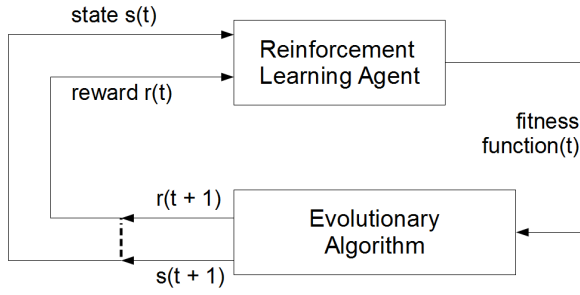 state s(t)
Reinforcement
Learning Agent
reward r(t)
fitness
function(t)
r(t + 1)
Evolutionary
Algorithm
s(t + 1)